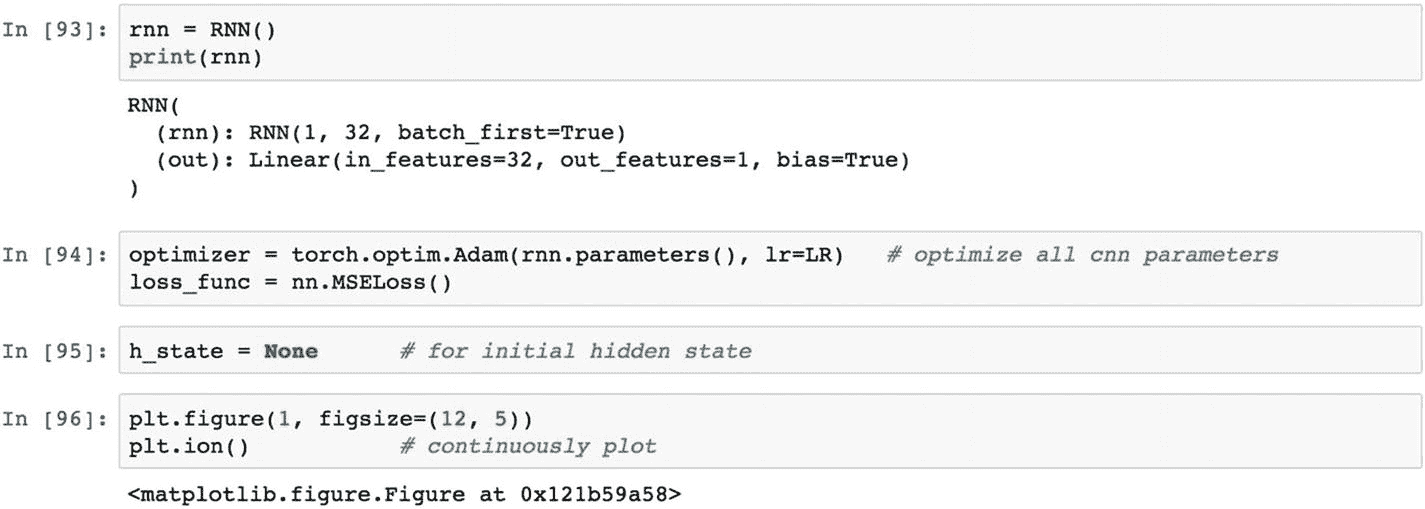 In [93]: rnn = RNN()
print(rnn)
RNN(
  (rnn): RNN(1, 32, batch_first=True)
  (out): Linear(in_features=32, out_features=1, bias=True)
)
In [94]: optimizer = torch.optim.Adam(rnn.parameters(), lr=LR)   # optimize all cnn parameters
loss_func = nn.MSELoss()
In [95]: h_state = None      # for initial hidden state
In [96]: plt.figure(1, figsize=(12, 5))
plt.ion()           # continuously plot
<matplotlib.figure.Figure at 0x121b59a58>